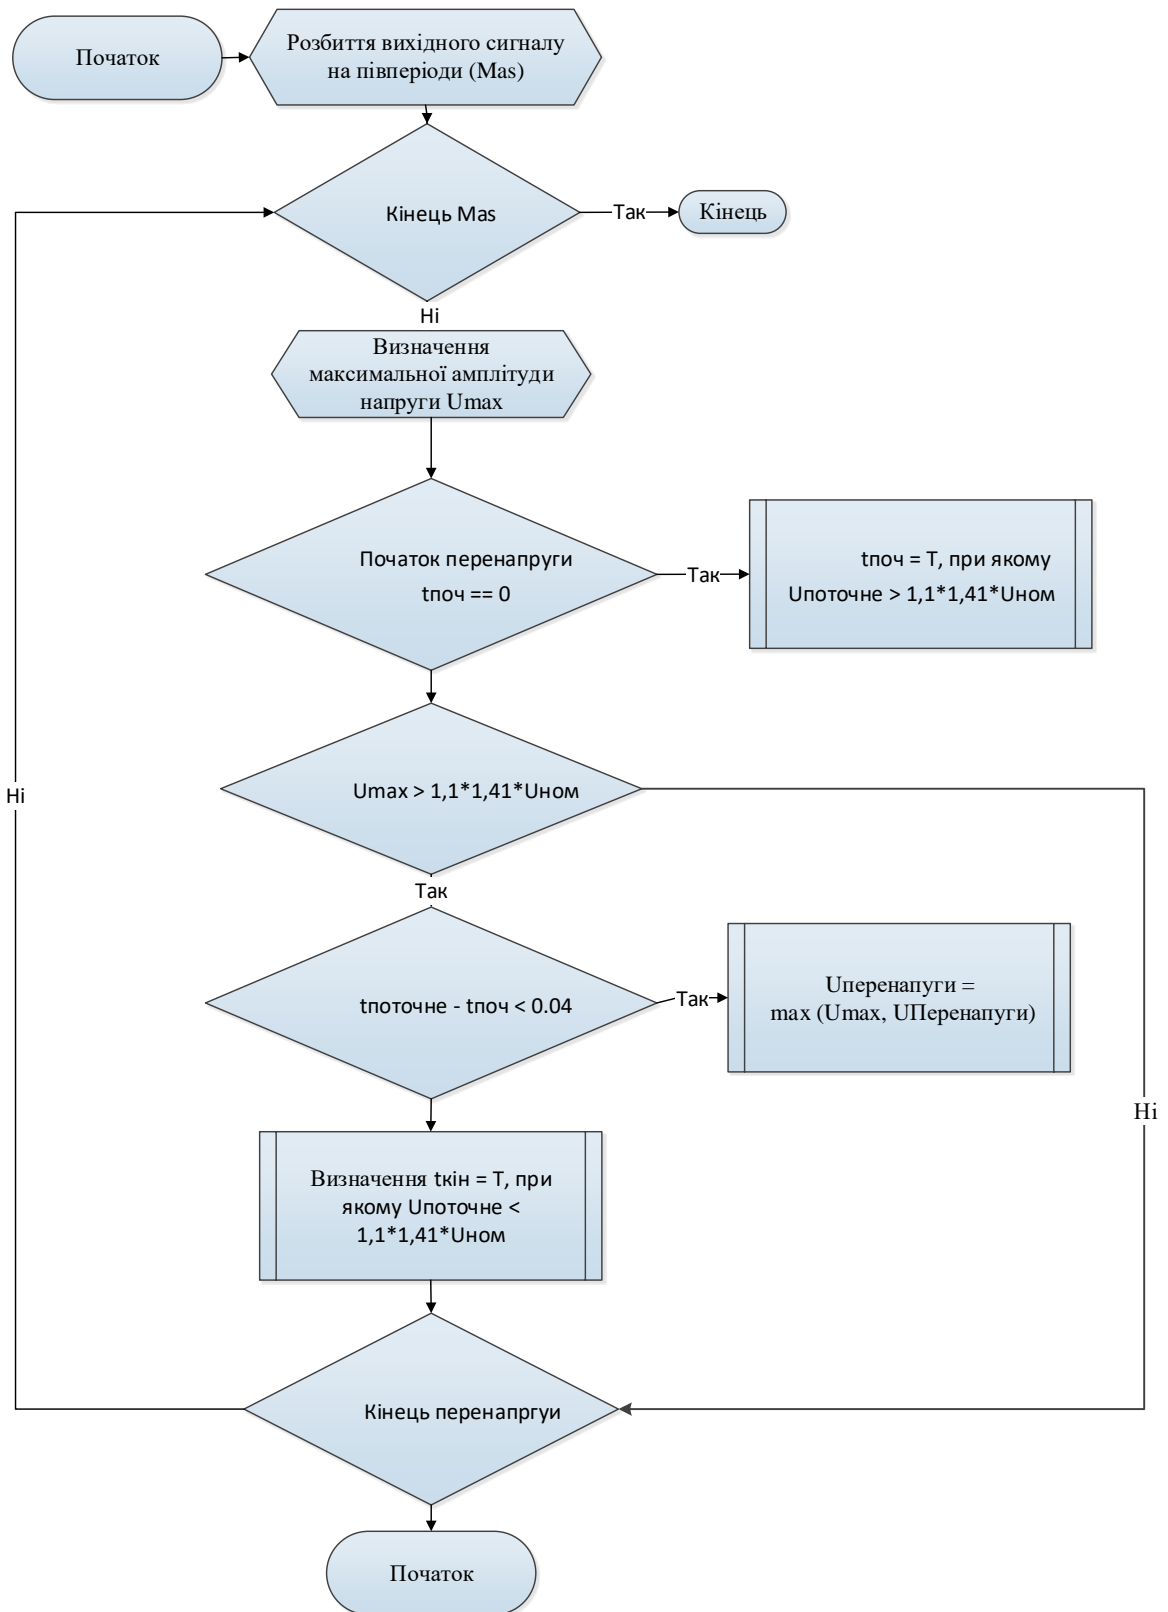 Початок
Розбиття вихідного сигналу
на півперіоди (Mas)
Кінець Mas
Так
Кінець
Ні
Визначення
максимальної амплітуди
напруги Umax
Початок перенапруги
tпоч == 0
Так
tпоч = T, при якому
Uпоточне > 1,1*1,41*Uном
Umax > 1,1*1,41*Uном
Ні
Так
tпоточне - tпоч < 0.04
Так
Uперенапуги =
max (Umax, UПеренапуги)
Ні
Визначення tкін = T, при
якому Uпоточне <
1,1*1,41*Uном
Кінець перенапргуи
Початок